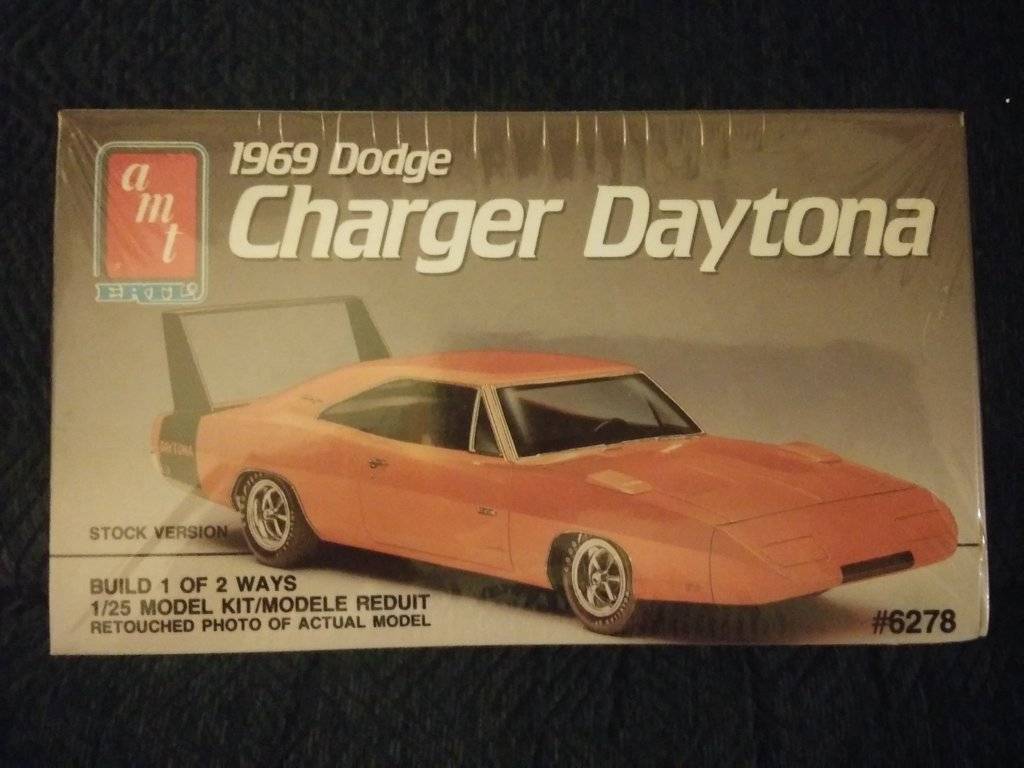 a
m
t
ERTL
1969 Dodge
Charger Daytona
DAYTONA
STOCK VERSION
BUILD 1 OF 2 WAYS
1/25 MODEL KIT/MODELE REDUIT
RETOUCHED PHOTO OF ACTUAL MODEL
#6278